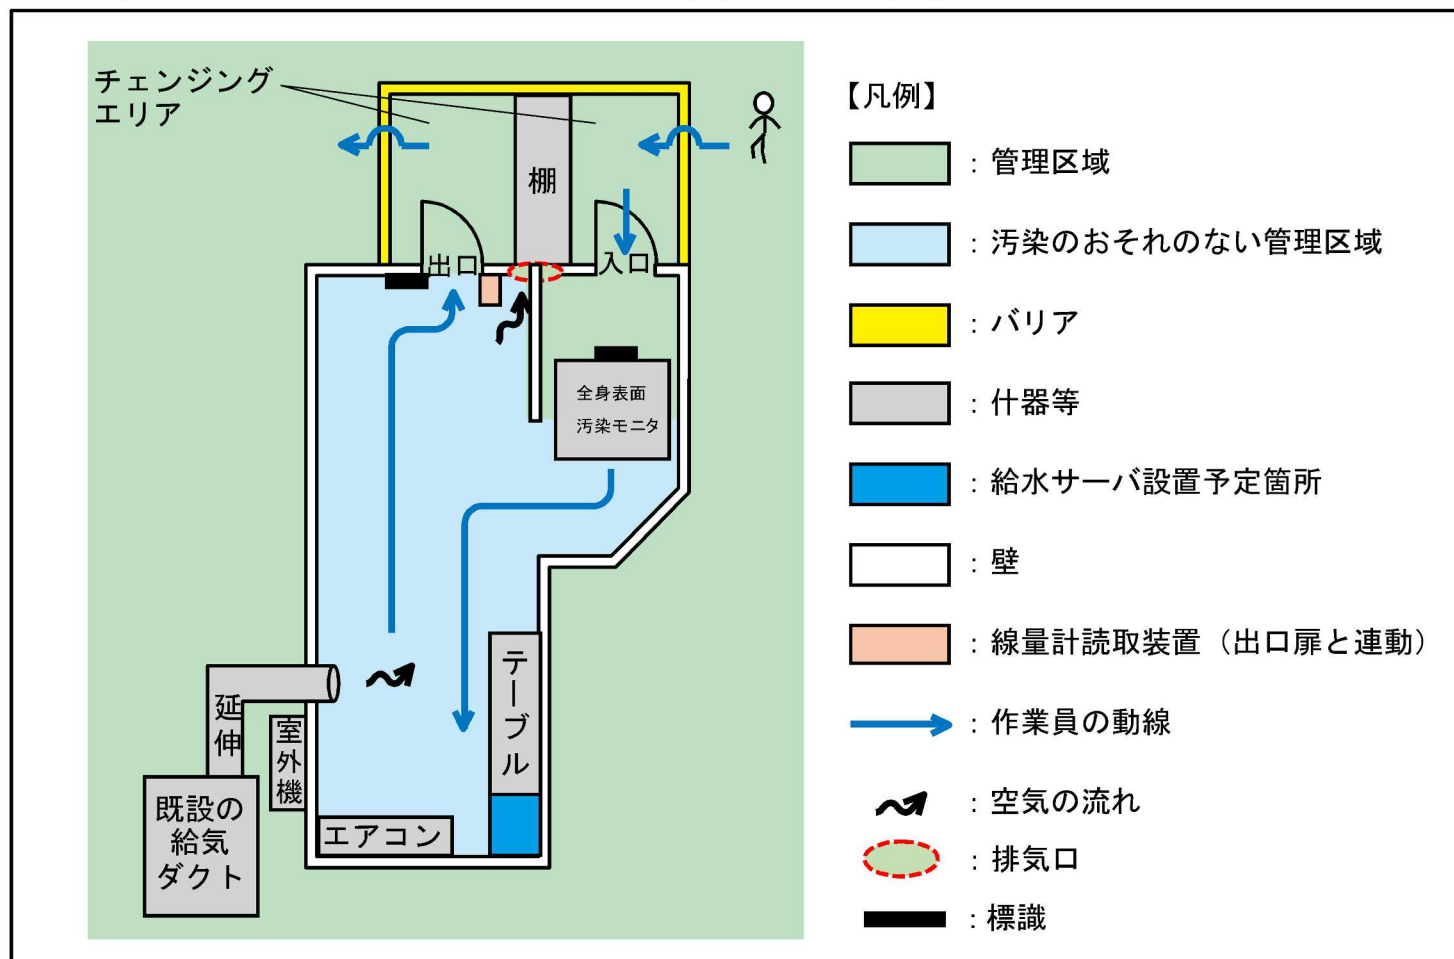 チェンジング
エリア
棚
出口
入口
全身表面
汚染モニタ
テーブル
延伸
室外機
エアコン
既設の
給気
ダクト
【凡例】
：管理区域
：汚染のおそれのない管理区域
：バリア
：什器等
：給水サーバ設置予定箇所
：壁
：線量計読取装置（出口扉と連動）
：作業員の動線
：空気の流れ
：排気口
：標識